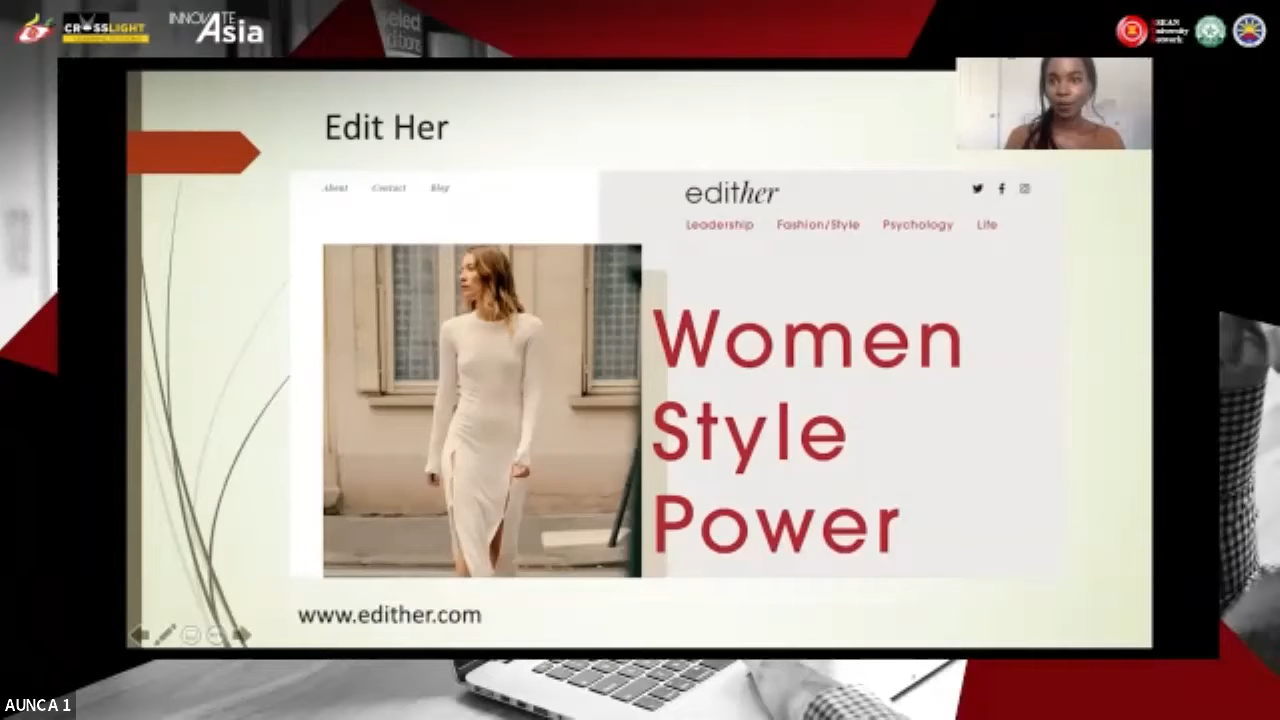 CROSSLIGHT
INNOVATE
Asia
selected
Edit Her
About Contact Blog
edither
Leadership Fashion/Style Psychology Life
Women
Style
Power
www.edither.com
AUNCA 1